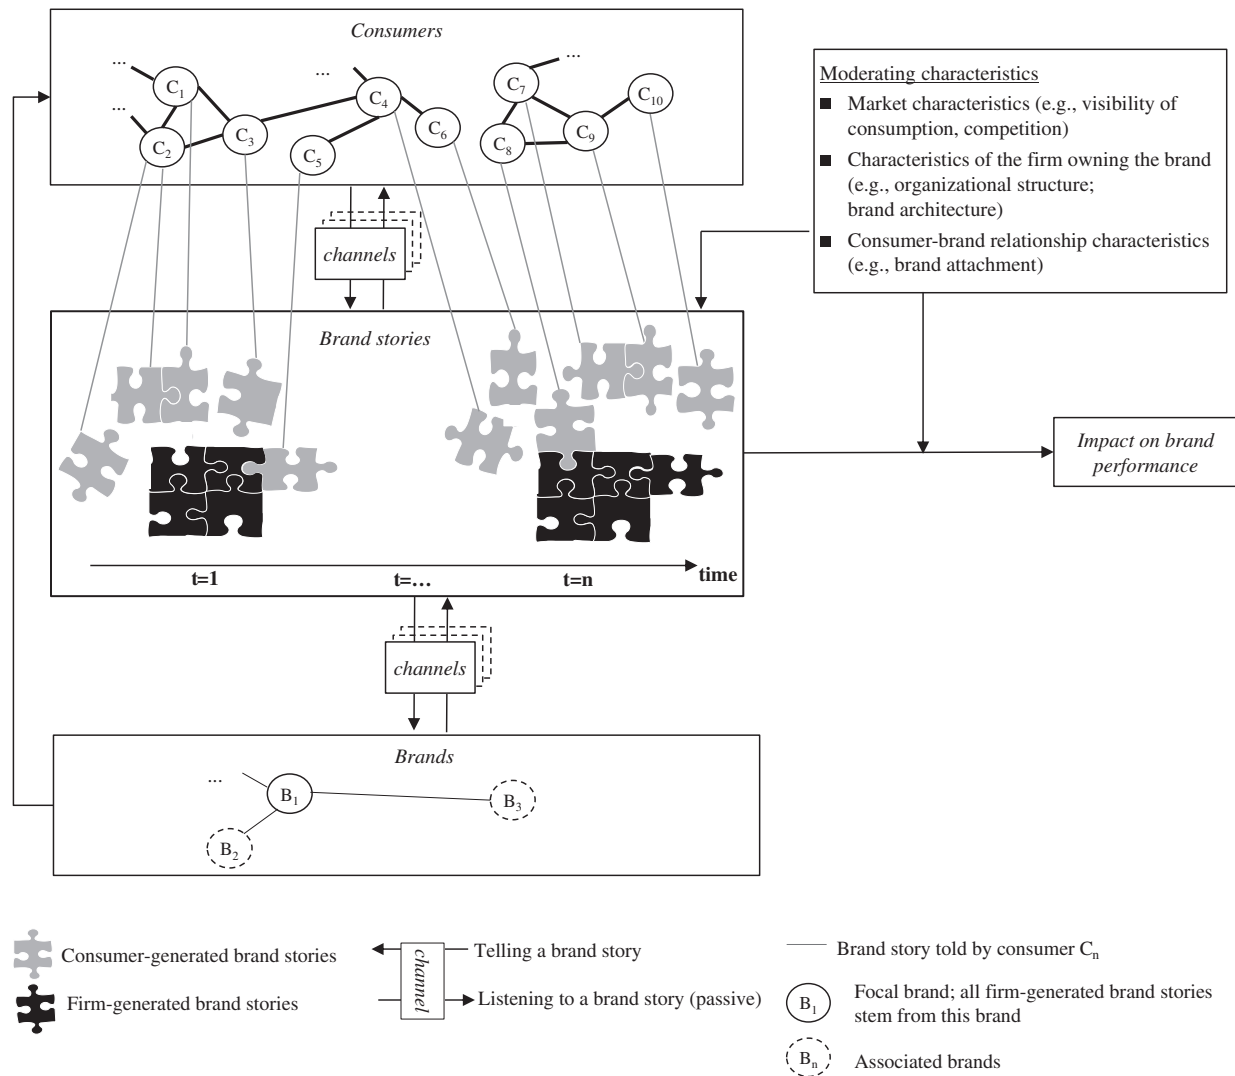 Consumers
...
...
...
...
C1
C2
C3
C4
C5
C6
C7
C8
C9
C10
Moderating characteristics
■ Market characteristics (e.g., visibility of
consumption, competition)
■ Characteristics of the firm owning the brand
(e.g., organizational structure;
brand architecture)
■ Consumer-brand relationship characteristics
(e.g., brand attachment)
channels
Brand stories
Impact on brand
performance
t=1
t=...
t=n
time
channels
Brands
...
B1
B3
B2
Consumer-generated brand stories
Firm-generated brand stories
channel
Telling a brand story
Listening to a brand story (passive)
Brand story told by consumer Cn
B1
Focal brand; all firm-generated brand stories
stem from this brand
Bn
Associated brands